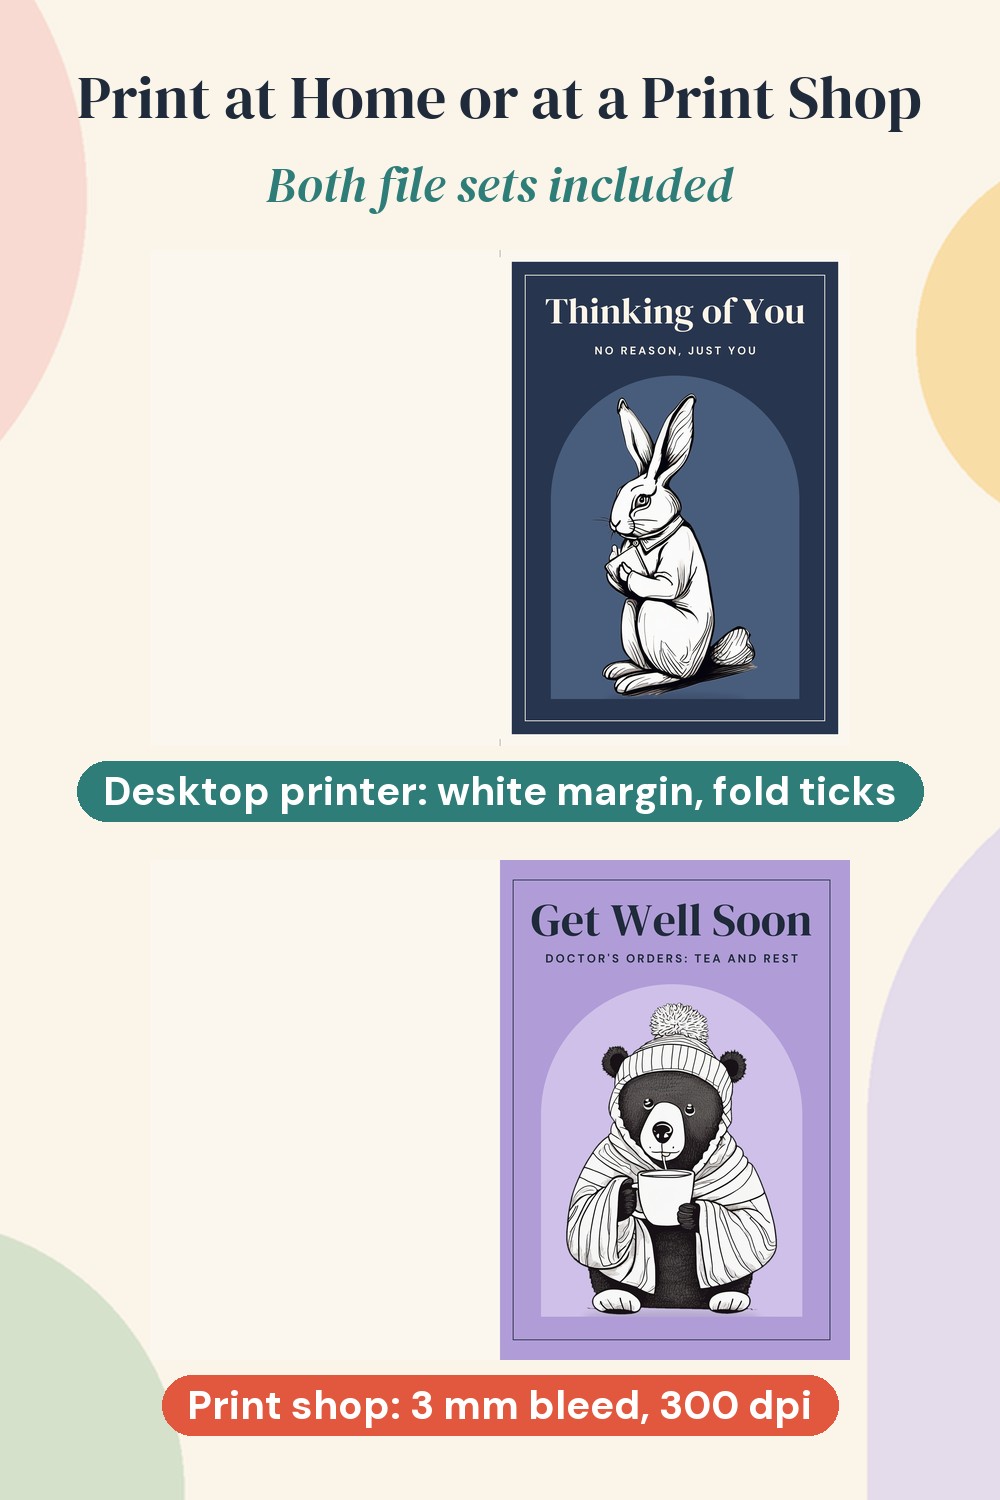 Print at Home or at a Print Shop
Both file sets included
Thinking of You
NO REASON, JUST YOU
Desktop printer: white margin, fold ticks
Get Well Soon
DOCTOR'S ORDERS: TEA AND REST
Print shop: 3 mm bleed, 300 dpi